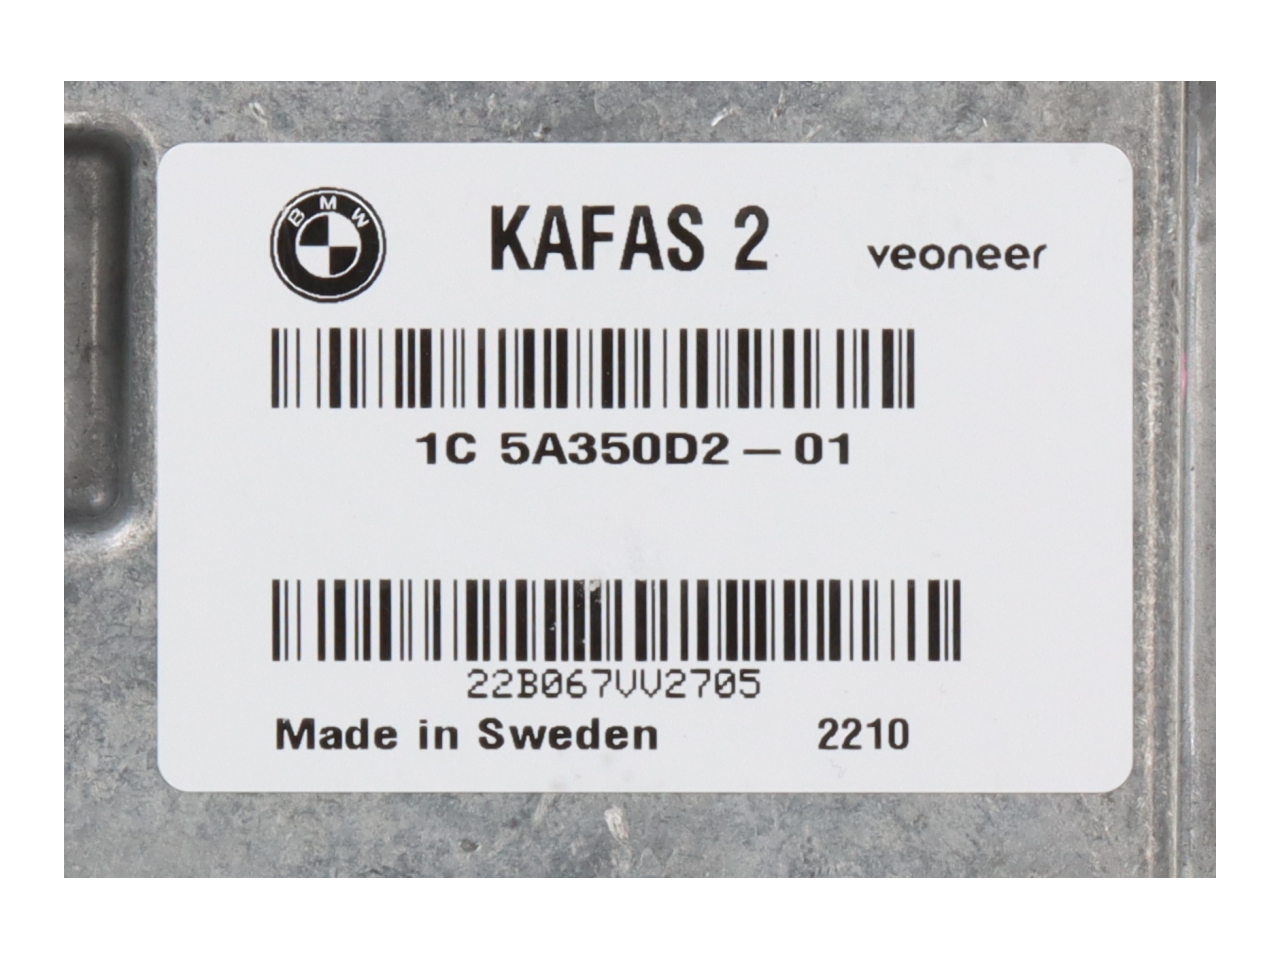 BMW KAFAS 2 veoneer
1C 5A350D2-01
22B067VV2705
Made in Sweden 2210